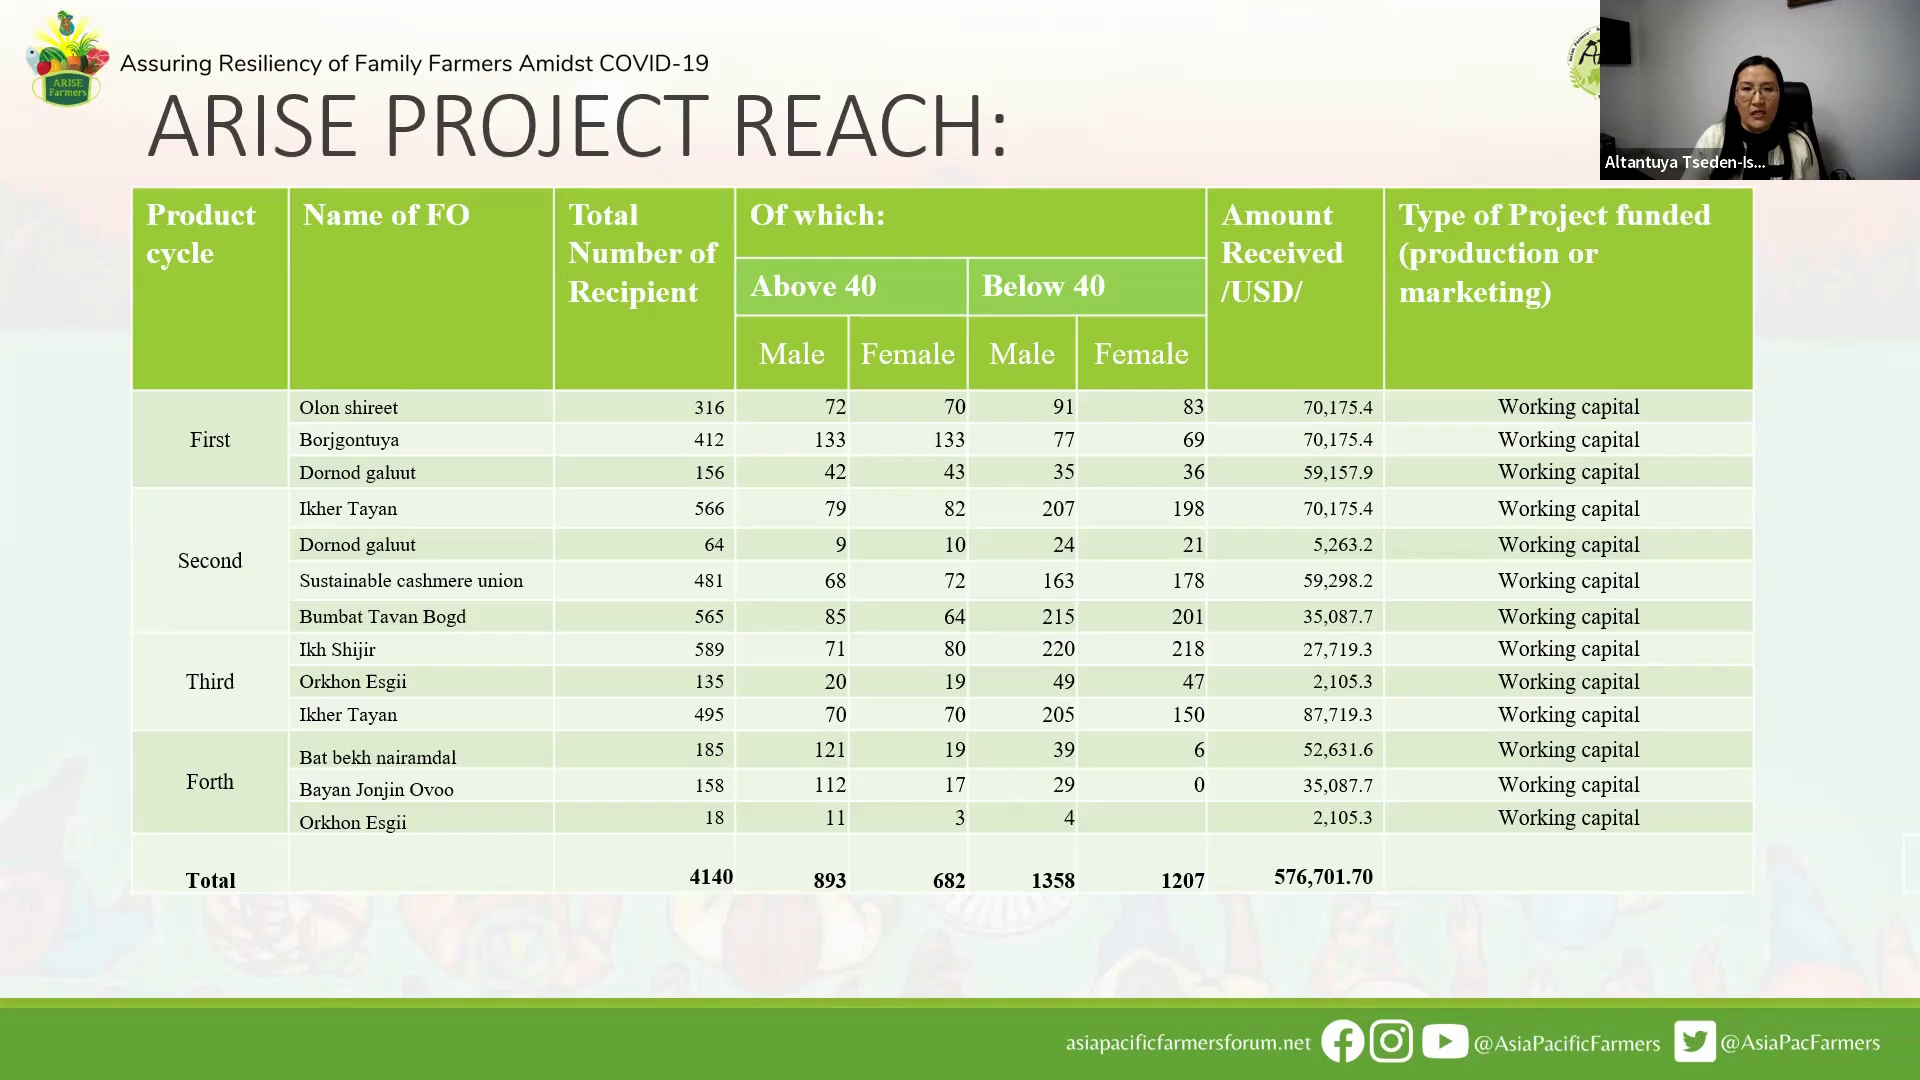 ARISE
Farmers
Assuring Resiliency of Family Farmers Amidst COVID-19
ARISE PROJECT REACH:
Altantuya Tseden-Is...
Product cycle Name of FO Total Number of Recipient Of which: Amount Received /USD/ Type of Project funded (production or marketing)
Above 40 Below 40
Male Female Male Female
First Olon shireet 316 72 70 91 83 70,175.4 Working capital
Borjgontuya 412 133 133 77 69 70,175.4 Working capital
Dornod galuut 156 42 43 35 36 59,157.9 Working capital
Second Ikher Tayan 566 79 82 207 198 70,175.4 Working capital
Dornod galuut 64 9 10 24 21 5,263.2 Working capital
Sustainable cashmere union 481 68 72 163 178 59,298.2 Working capital
Bumbat Tavan Bogd 565 85 64 215 201 35,087.7 Working capital
Third Ikh Shijir 589 71 80 220 218 27,719.3 Working capital
Orkhon Esgii 135 20 19 49 47 2,105.3 Working capital
Ikher Tayan 495 70 70 205 150 87,719.3 Working capital
Forth Bat bekh nairamdal 185 121 19 39 6 52,631.6 Working capital
Bayan Jonjin Ovoo 158 112 17 29 0 35,087.7 Working capital
Orkhon Esgii 18 11 3 4 2,105.3 Working capital
Total 4140 893 682 1358 1207 576,701.70
asiapacificfarmersforum.net @AsiaPacificFarmers @AsiaPacFarmers